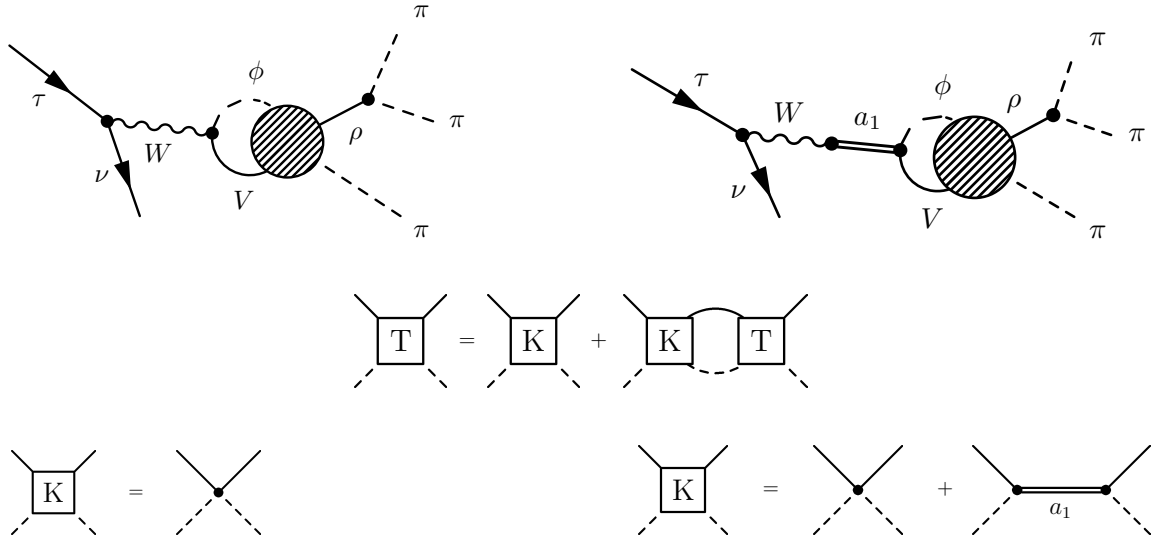 π
φ
τ
W
ν
V
ρ
π
π
π
τ
W
a₁
φ
ρ
ν
V
π
π
T = K + K T
K =
K = +
a₁